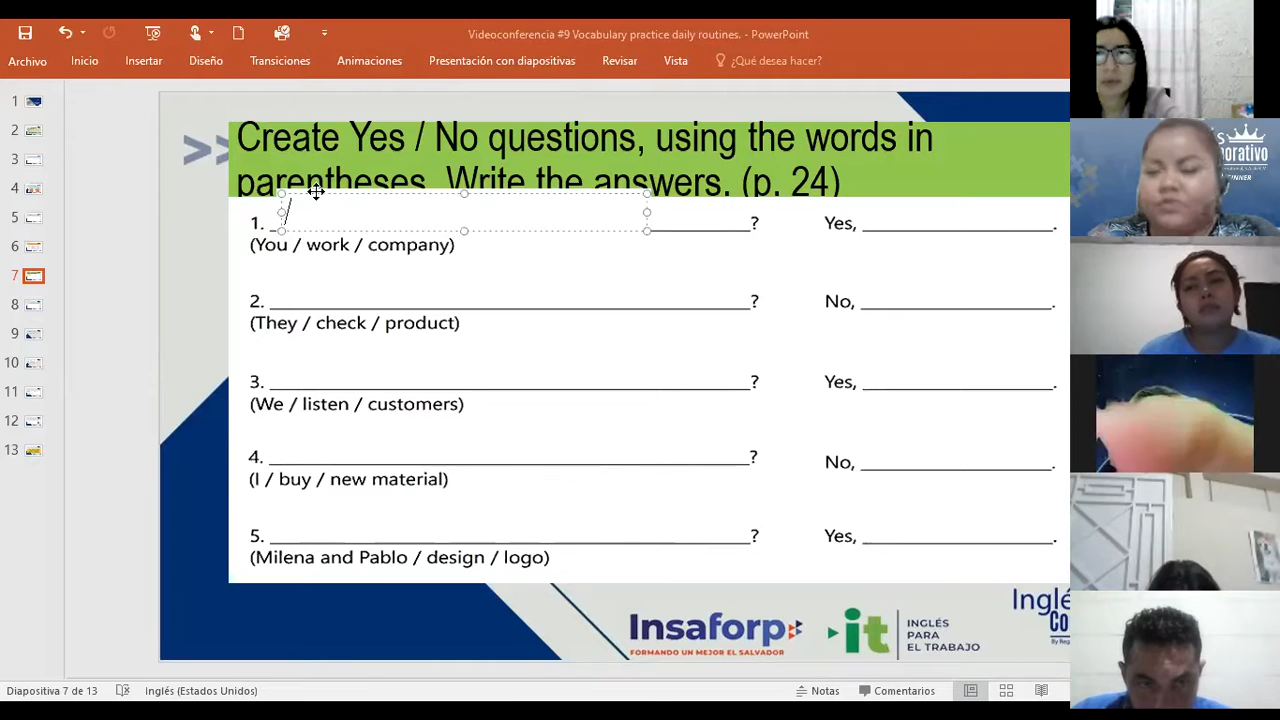 Videoconferencia #9 Vocabulary practice daily routines. - PowerPoint
Archivo Inicio Insertar Diseño Transiciones Animaciones Presentación con diapositivas Revisar Vista ¿Qué desea hacer?
1
2
3
4
5
6
7
8
9
10
11
12
13
>> Create Yes / No questions, using the words in
parentheses. Write the answers. (p. 24)
1. ? Yes, .
(You / work / company)
2. ? No, .
(They / check / product)
3. ? Yes, .
(We / listen / customers)
4. ? No, .
(I / buy / new material)
5. ? Yes, .
(Milena and Pablo / design / logo)
Insaforp
FORMANDO UN MEJOR EL SALVADOR
it
INGLÉS
PARA
EL TRABAJO
Diapositiva 7 de 13 Inglés (Estados Unidos) Notas Comentarios